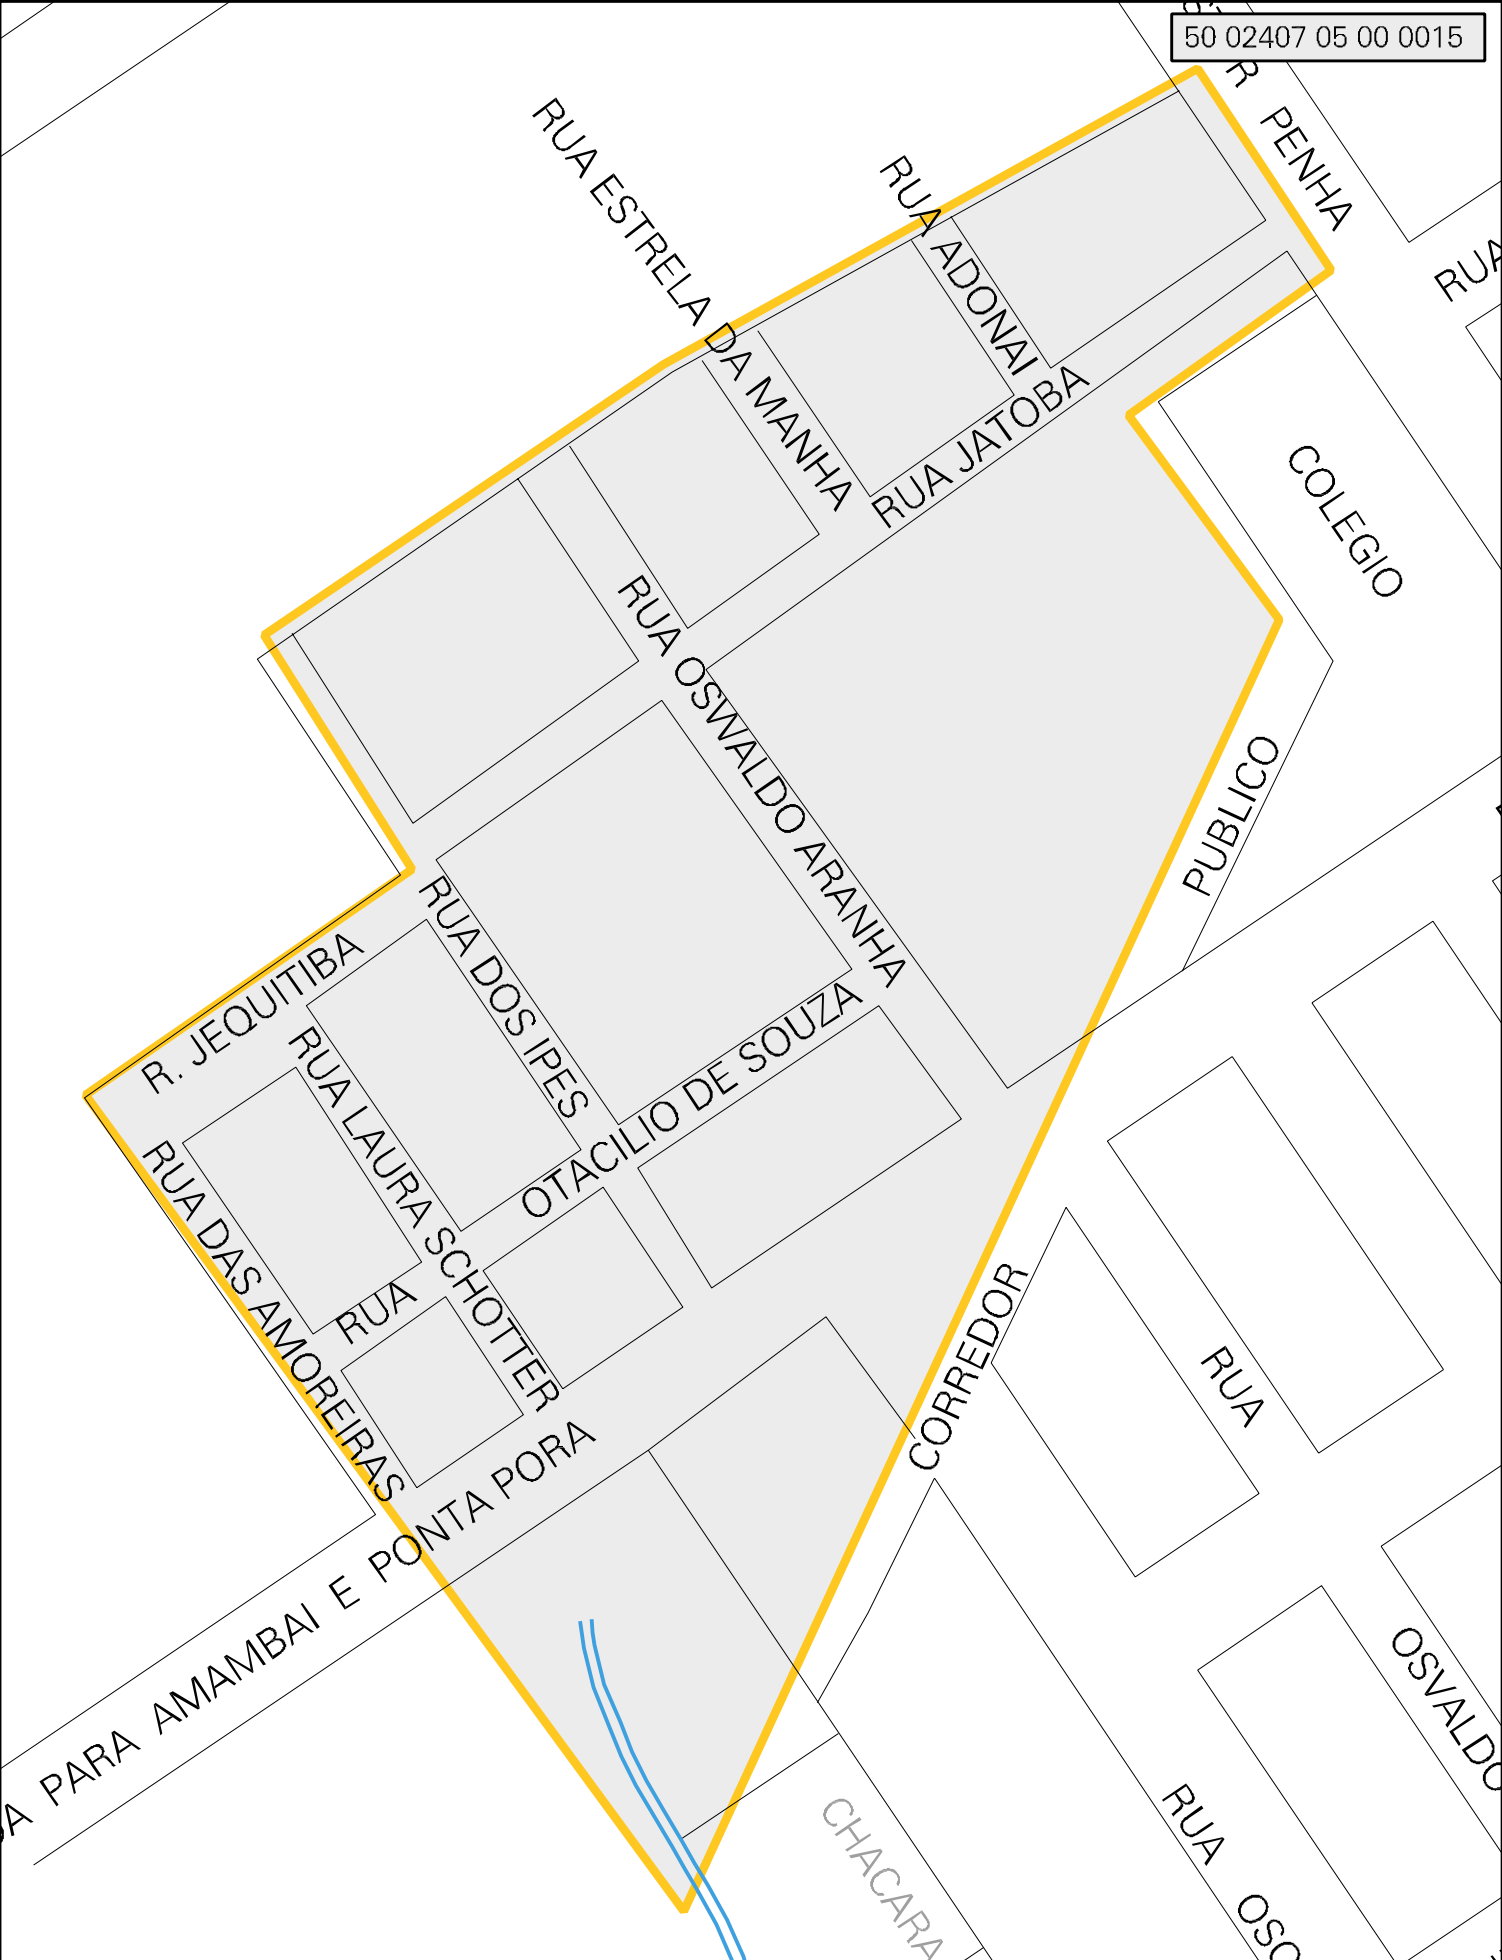 50 02407 05 00 0015
R PENHA
RUA ESTRELA DA MANHA
RUA ADONAI
RUA
RUA JATOBA
COLEGIO
RUA OSWALDO ARANHA
PUBLICO
RUA DOS IPES
R. JEQUITIBA
RUA LAURA SCHOTTER
RUA OTACILIO DE SOUZA
RUA DAS AMOREIRAS
CORREDOR
RUA
PARA AMAMBAI E PONTA PORA
OSVALDO
RUA
CHACARA